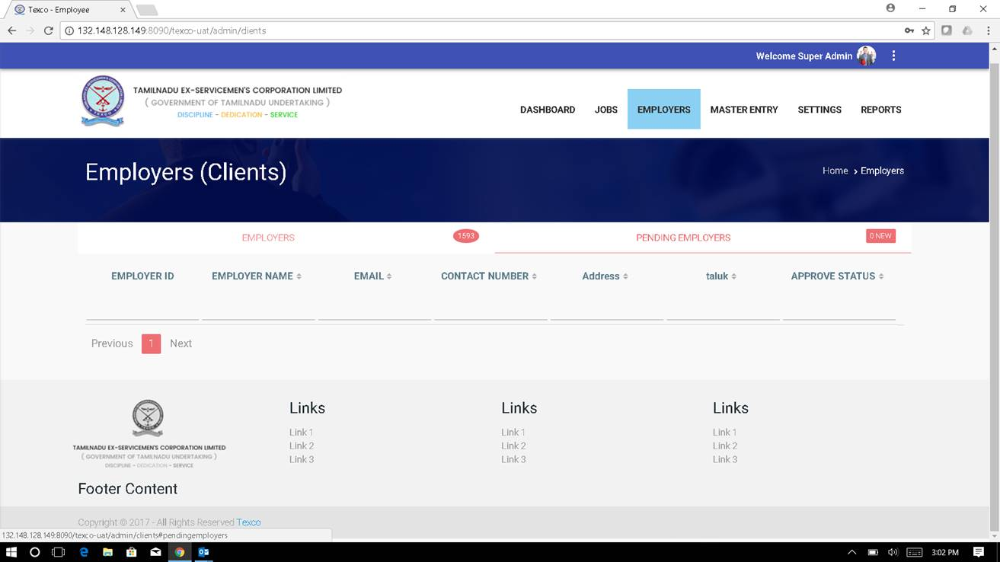 Texco - Employee
132.148.128.149:8090/texco-uat/admin/clients
Welcome Super Admin
TAMILNADU EX-SERVICEMEN'S CORPORATION LIMITED
( GOVERNMENT OF TAMILNADU UNDERTAKING )
DISCIPLINE - DEDICATION - SERVICE
DASHBOARD JOBS EMPLOYERS MASTER ENTRY SETTINGS REPORTS
Employers (Clients)
Home > Employers
EMPLOYERS 1593 PENDING EMPLOYERS 0 NEW
EMPLOYER ID EMPLOYER NAME EMAIL CONTACT NUMBER Address taluk APPROVE STATUS
Previous 1 Next
Links Links Links
Link 1 Link 1 Link 1
Link 2 Link 2 Link 2
Link 3 Link 3 Link 3
TAMILNADU EX-SERVICEMEN'S CORPORATION LIMITED
( GOVERNMENT OF TAMILNADU UNDERTAKING )
DISCIPLINE - DEDICATION - SERVICE
Footer Content
Copyright © 2017 - All Rights Reserved Texco
132.148.128.149:8090/texco-uat/admin/clients#pendingemployers
3:02 PM